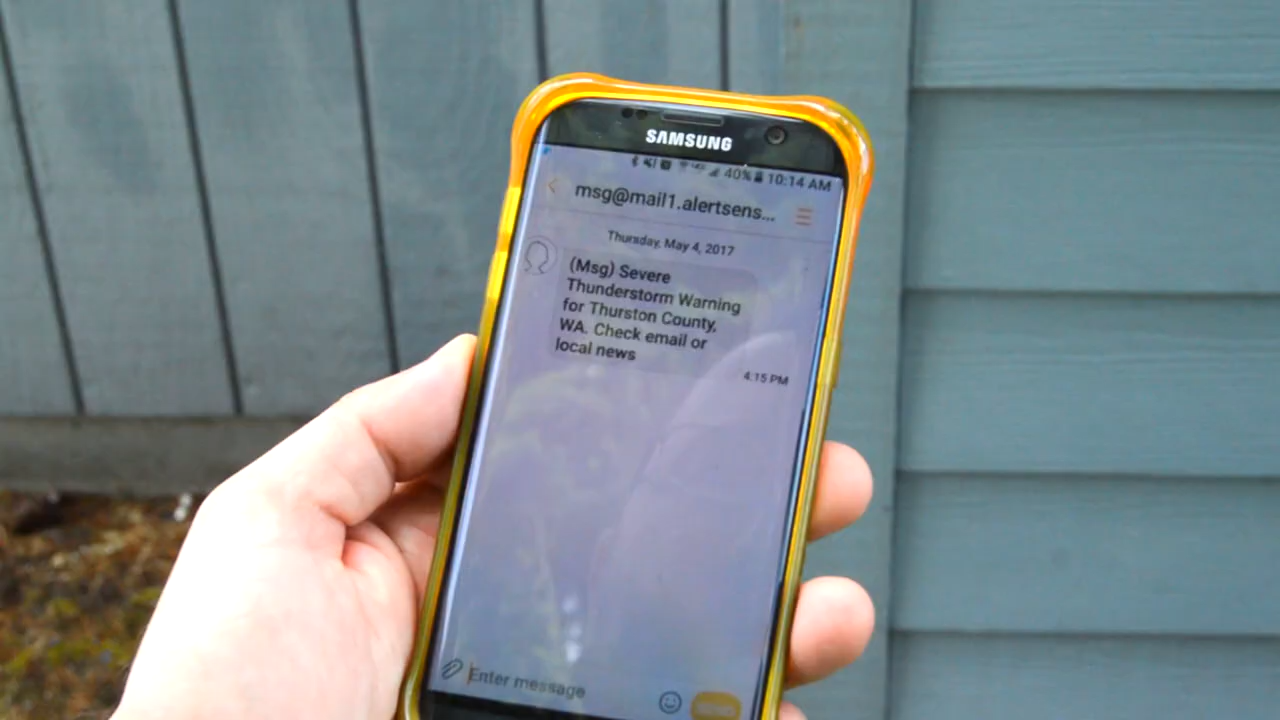 SAMSUNG
40% 10:14 AM
msg@mail1.alertsens...
Thursday, May 4, 2017
(Msg) Severe
Thunderstorm Warning
for Thurston County,
WA. Check email or
local news
4:15 PM
Enter message